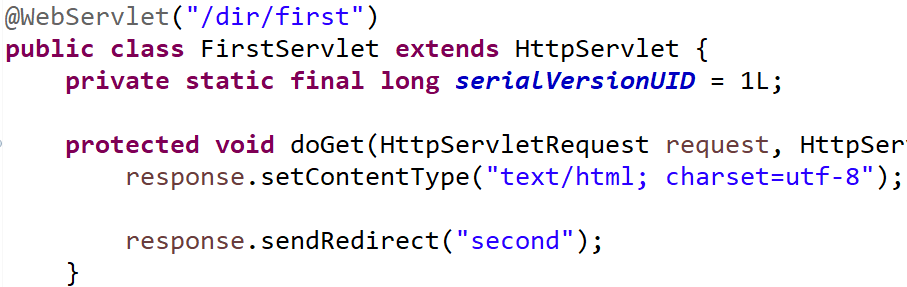 @WebServlet("/dir/first")
public class FirstServlet extends HttpServlet {
private static final long serialVersionUID = 1L;
protected void doGet(HttpServletRequest request, HttpSer
response.setContentType("text/html; charset=utf-8");
response.sendRedirect("second");
}